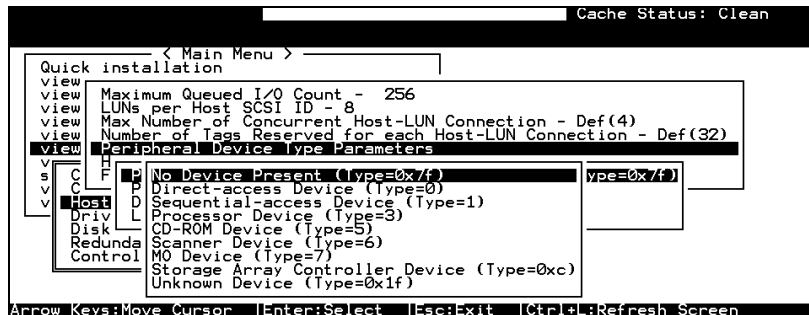 Cache Status: Clean
< Main Menu >
Quick installation
view
view Maximum Queued I/O Count - 256
view LUNs per Host SCSI ID - 8
view Max Number of Concurrent Host-LUN Connection - Def(4)
view Number of Tags Reserved for each Host-LUN Connection - Def(32)
view Peripheral Device Type Parameters
v H
s C F P No Device Present (Type=0x7f) ype=0x7f)
v C P Direct-access Device (Type=0)
v Host D Sequential-access Device (Type=1)
Driv L Processor Device (Type=3)
Disk CD-ROM Device (Type=5)
Redunda Scanner Device (Type=6)
Control MO Device (Type=7)
Storage Array Controller Device (Type=0xc)
Unknown Device (Type=0x1f)
Arrow Keys:Move Cursor |Enter:Select |Esc:Exit |Ctrl+L:Refresh Screen